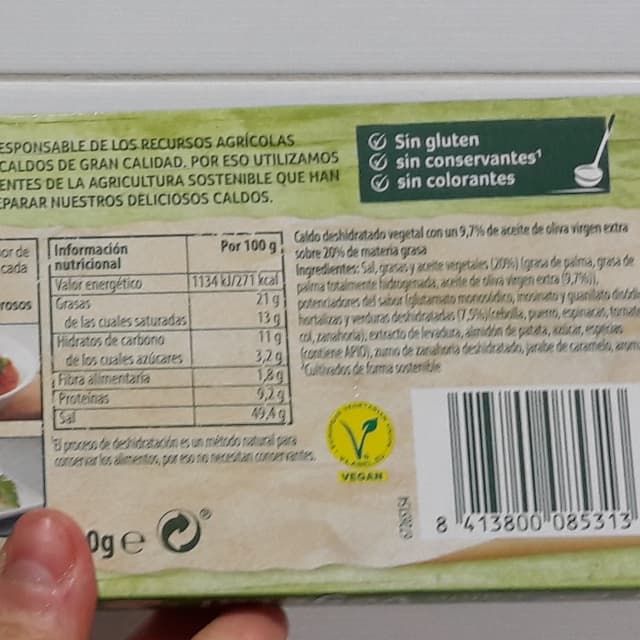 ESPONSABLE DE LOS RECURSOS AGRÍCOLAS
CALDOS DE GRAN CALIDAD. POR ESO UTILIZAMOS
ENTES DE LA AGRICULTURA SOSTENIBLE QUE HAN
EPARAR NUESTROS DELICIOSOS CALDOS.
Sin gluten
sin conservantes¹
sin colorantes
or de
cada
rosos
Información nutricional Por 100 g
Valor energético 1134 kJ/271 kcal
Grasas 21 g
de las cuales saturadas 13 g
Hidratos de carbono 11 g
de los cuales azúcares 3,2 g
Fibra alimentaria 1,8 g
Proteínas 9,2 g
Sal 49,4 g
¹El proceso de deshidratación es un método natural para
conservar los alimentos, por eso no necesitan conservantes.
Caldo deshidratado vegetal con un 9,7% de aceite de oliva virgen extra
sobre 20% de materia grasa
Ingredientes: Sal, grasas y aceite vegetales (20%) (grasa de palma, grasa de
palma totalmente hidrogenada, aceite de oliva virgen extra (9,7%)),
potenciadores del sabor (glutamato monosódico, inosinato y guanilato
hortalizas y verduras deshidratadas (7,5%)(cebolla, puerro, espinacas, tomate
col, zanahoria), extracto de levadura, almidón de patata, azúcar, especias
(contiene APIO), zumo de zanahoria deshidratado, jarabe de caramelo, arom
¹Cultivados de forma sostenible
VEGAN
0g e
®
67283154
8 413800 085313